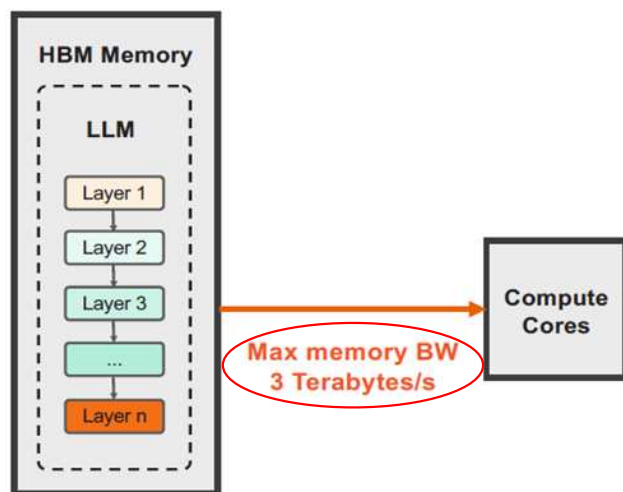 HBM Memory
LLM
Layer 1
Layer 2
Layer 3
...
Layer n
Max memory BW
3 Terabytes/s
Compute
Cores